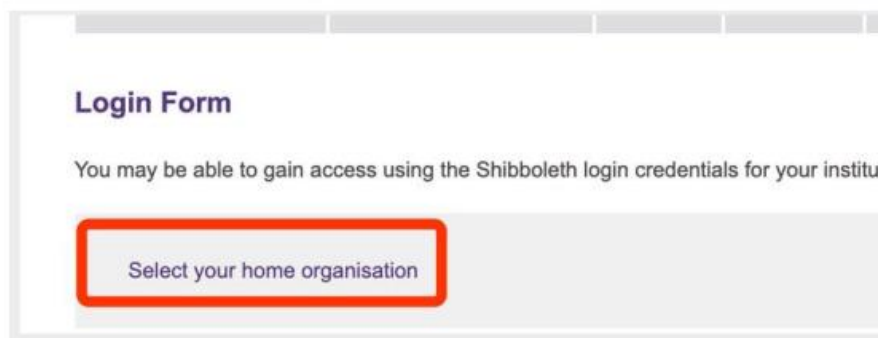 Login Form
You may be able to gain access using the Shibboleth login credentials for your
Select your home organisation